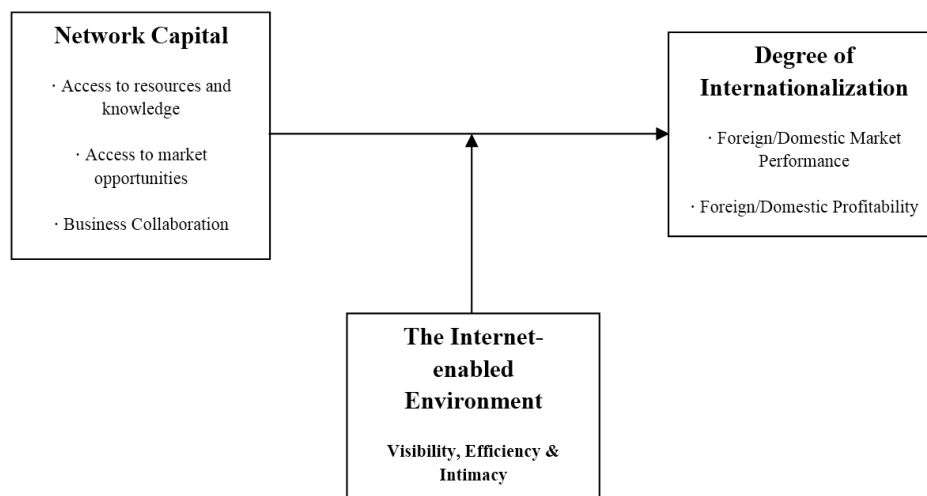 Network Capital
· Access to resources and
knowledge
· Access to market
opportunities
· Business Collaboration
Degree of
Internationalization
· Foreign/Domestic Market
Performance
· Foreign/Domestic Profitability
The Internet-
enabled
Environment
Visibility, Efficiency &
Intimacy